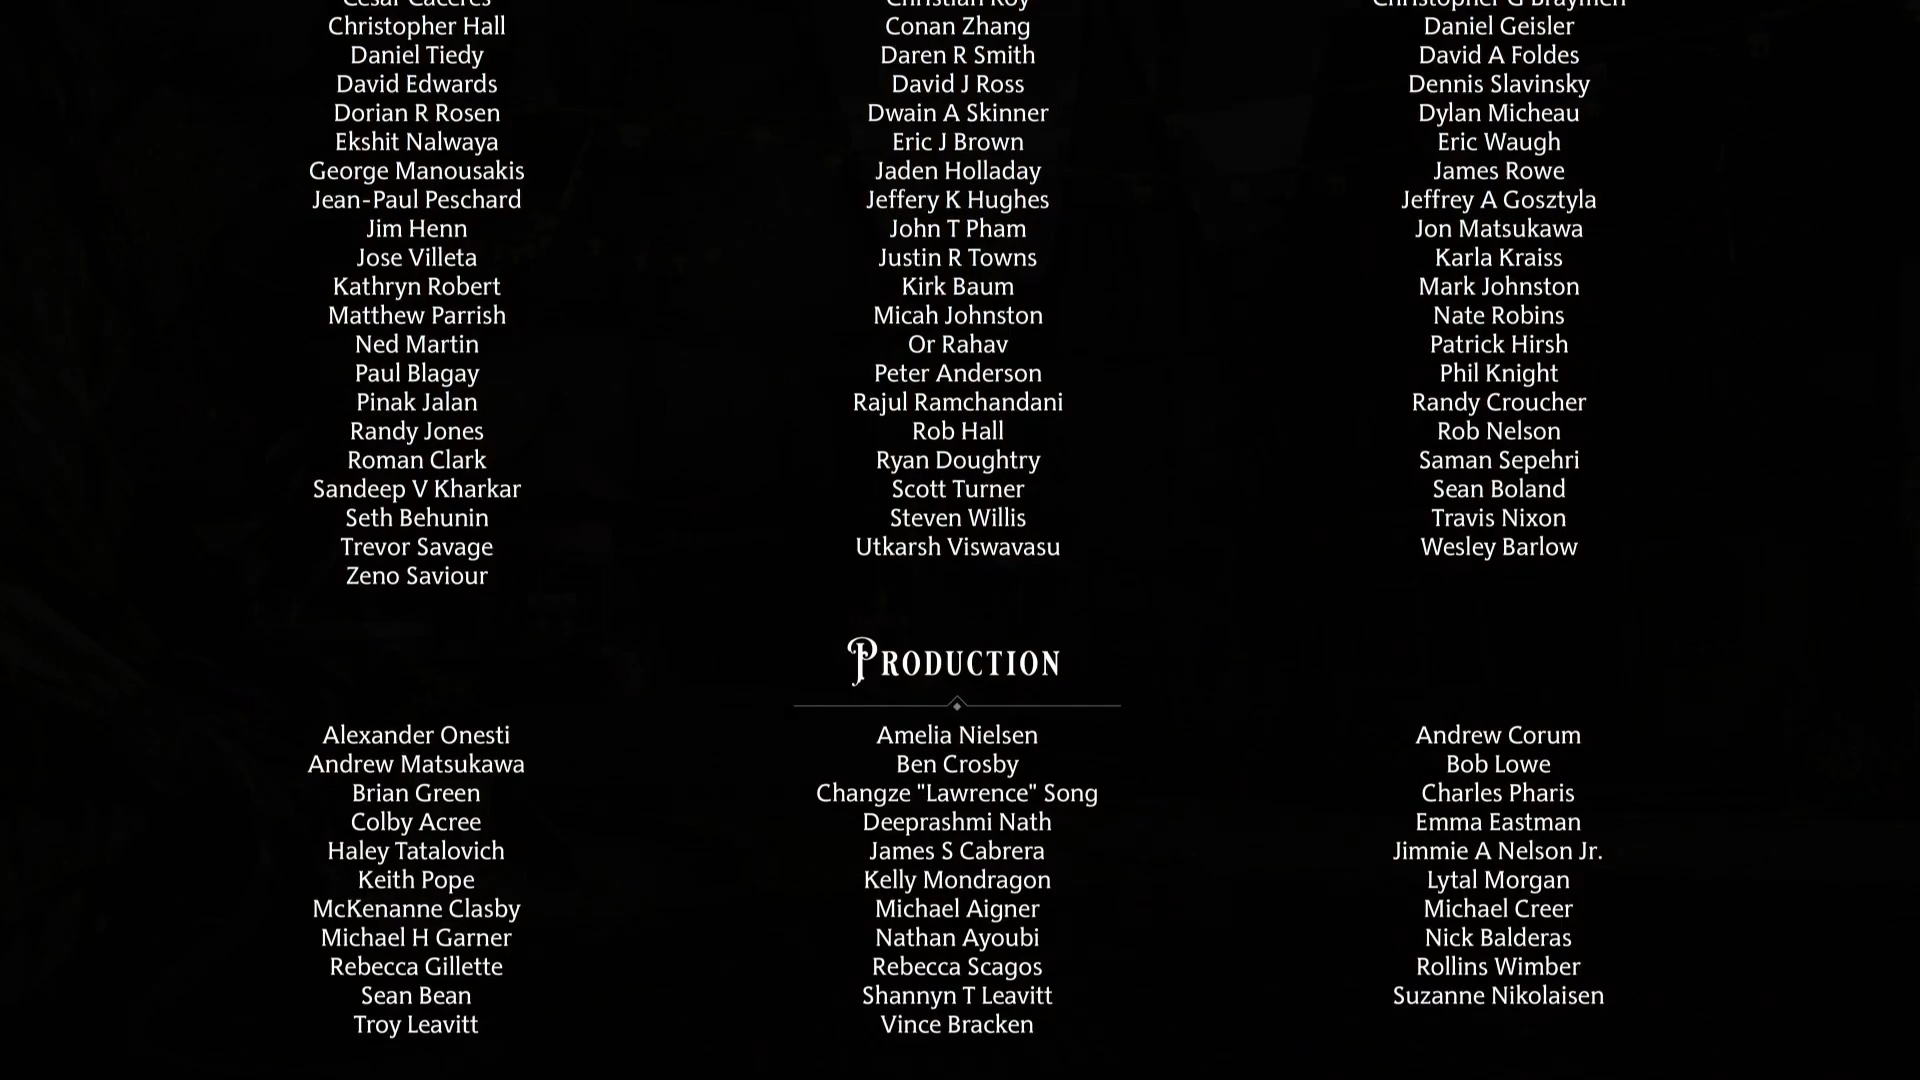 Cesar Caceres Christian Roy Christopher G Braymen
Christopher Hall Conan Zhang Daniel Geisler
Daniel Tiedy Daren R Smith David A Foldes
David Edwards David J Ross Dennis Slavinsky
Dorian R Rosen Dwain A Skinner Dylan Micheau
Ekshit Nalwaya Eric J Brown Eric Waugh
George Manousakis Jaden Holladay James Rowe
Jean-Paul Peschard Jeffery K Hughes Jeffrey A Gosztyla
Jim Henn John T Pham Jon Matsukawa
Jose Villeta Justin R Towns Karla Kraiss
Kathryn Robert Kirk Baum Mark Johnston
Matthew Parrish Micah Johnston Nate Robins
Ned Martin Or Rahav Patrick Hirsh
Paul Blagay Peter Anderson Phil Knight
Pinak Jalan Rajul Ramchandani Randy Croucher
Randy Jones Rob Hall Rob Nelson
Roman Clark Ryan Doughtry Saman Sepehri
Sandeep V Kharkar Scott Turner Sean Boland
Seth Behunin Steven Willis Travis Nixon
Trevor Savage Utkarsh Viswavasu Wesley Barlow
Zeno Saviour
PRODUCTION
Alexander Onesti Amelia Nielsen Andrew Corum
Andrew Matsukawa Ben Crosby Bob Lowe
Brian Green Changze "Lawrence" Song Charles Pharis
Colby Acree Deeprashmi Nath Emma Eastman
Haley Tatalovich James S Cabrera Jimmie A Nelson Jr.
Keith Pope Kelly Mondragon Lytal Morgan
McKenanne Clasby Michael Aigner Michael Creer
Michael H Garner Nathan Ayoubi Nick Balderas
Rebecca Gillette Rebecca Scagos Rollins Wimber
Sean Bean Shannyn T Leavitt Suzanne Nikolaisen
Troy Leavitt Vince Bracken